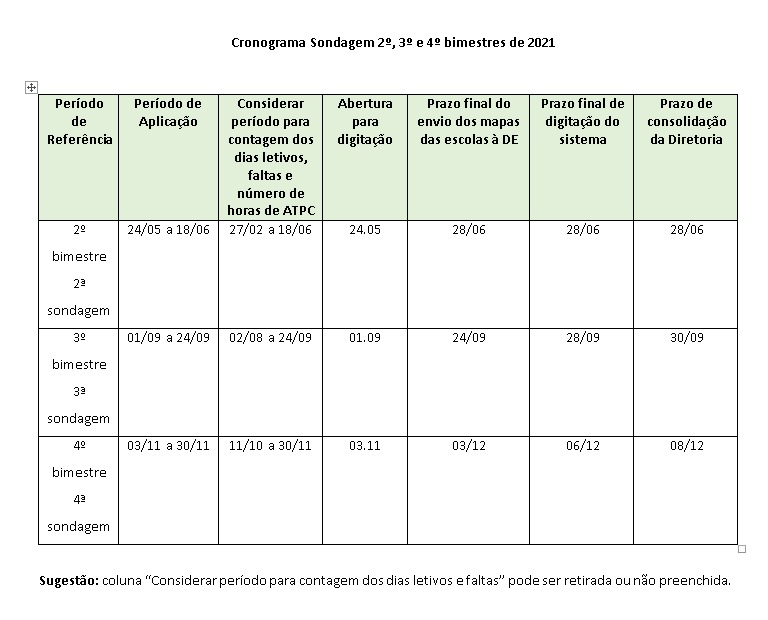 Cronograma Sondagem 2º, 3º e 4º bimestres de 2021
Período de Referência
Período de Aplicação
Considerar período para contagem dos dias letivos, faltas e número de horas de ATPC
Abertura para digitação
Prazo final do envio dos mapas das escolas à DE
Prazo final de digitação do sistema
Prazo de consolidação da Diretoria
2º bimestre 2ª sondagem
24/05 a 18/06
27/02 a 18/06
24.05
28/06
28/06
28/06
3º bimestre 3ª sondagem
01/09 a 24/09
02/08 a 24/09
01.09
24/09
28/09
30/09
4º bimestre 4ª sondagem
03/11 a 30/11
11/10 a 30/11
03.11
03/12
06/12
08/12
Sugestão: coluna “Considerar período para contagem dos dias letivos e faltas” pode ser retirada ou não preenchida.